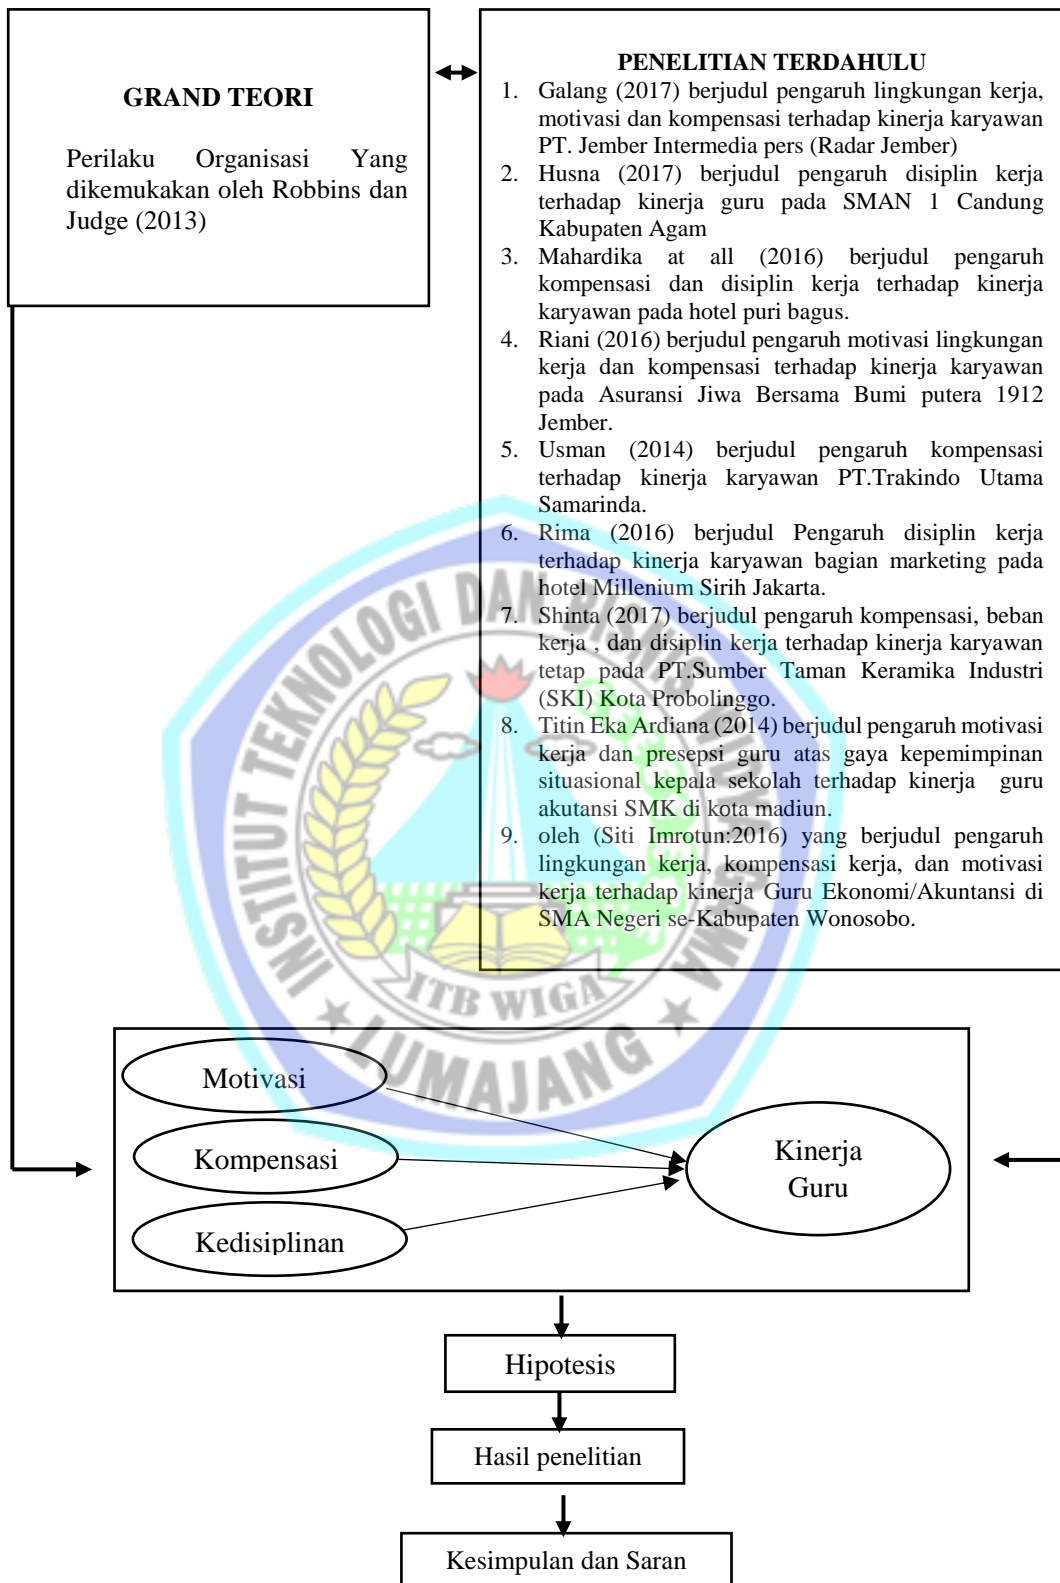 GRAND TEORI
Perilaku Organisasi Yang
dikemukakan oleh Robbins dan
Judge (2013)
PENELITIAN TERDAHULU
1. Galang (2017) berjudul pengaruh lingkungan kerja,
motivasi dan kompensasi terhadap kinerja karyawan
PT. Jember Intermedia pers (Radar Jember)
2. Husna (2017) berjudul pengaruh disiplin kerja
terhadap kinerja guru pada SMAN 1 Candung
Kabupaten Agam
3. Mahardika at all (2016) berjudul pengaruh
kompensasi dan disiplin kerja terhadap kinerja
karyawan pada hotel puri bagus.
4. Riani (2016) berjudul pengaruh motivasi lingkungan
kerja dan kompensasi terhadap kinerja karyawan
pada Asuransi Jiwa Bersama Bumi putera 1912
Jember.
5. Usman (2014) berjudul pengaruh kompensasi
terhadap kinerja karyawan PT.Trakindo Utama
Samarinda.
6. Rima (2016) berjudul Pengaruh disiplin kerja
terhadap kinerja karyawan bagian marketing pada
hotel Millenium Sirih Jakarta.
7. Shinta (2017) berjudul pengaruh kompensasi, beban
kerja , dan disiplin kerja terhadap kinerja karyawan
tetap pada PT.Sumber Taman Keramika Industri
(SKI) Kota Probolinggo.
8. Titin Eka Ardiana (2014) berjudul pengaruh motivasi
kerja dan presepsi guru atas gaya kepemimpinan
situasional kepala sekolah terhadap kinerja guru
akutansi SMK di kota madiun.
9. oleh (Siti Imrotun:2016) yang berjudul pengaruh
lingkungan kerja, kompensasi kerja, dan motivasi
kerja terhadap kinerja Guru Ekonomi/Akuntansi di
SMA Negeri se-Kabupaten Wonosobo.
INSTITUT TEKNOLOGI DAN BISNIS WIDYA GAMA
ITB WIGA
LUMAJANG
Motivasi
Kompensasi
Kedisiplinan
Kinerja
Guru
Hipotesis
Hasil penelitian
Kesimpulan dan Saran